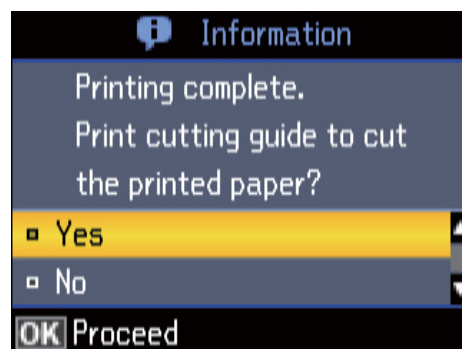 Information
Printing complete.
Print cutting guide to cut
the printed paper?
Yes
No
OK Proceed